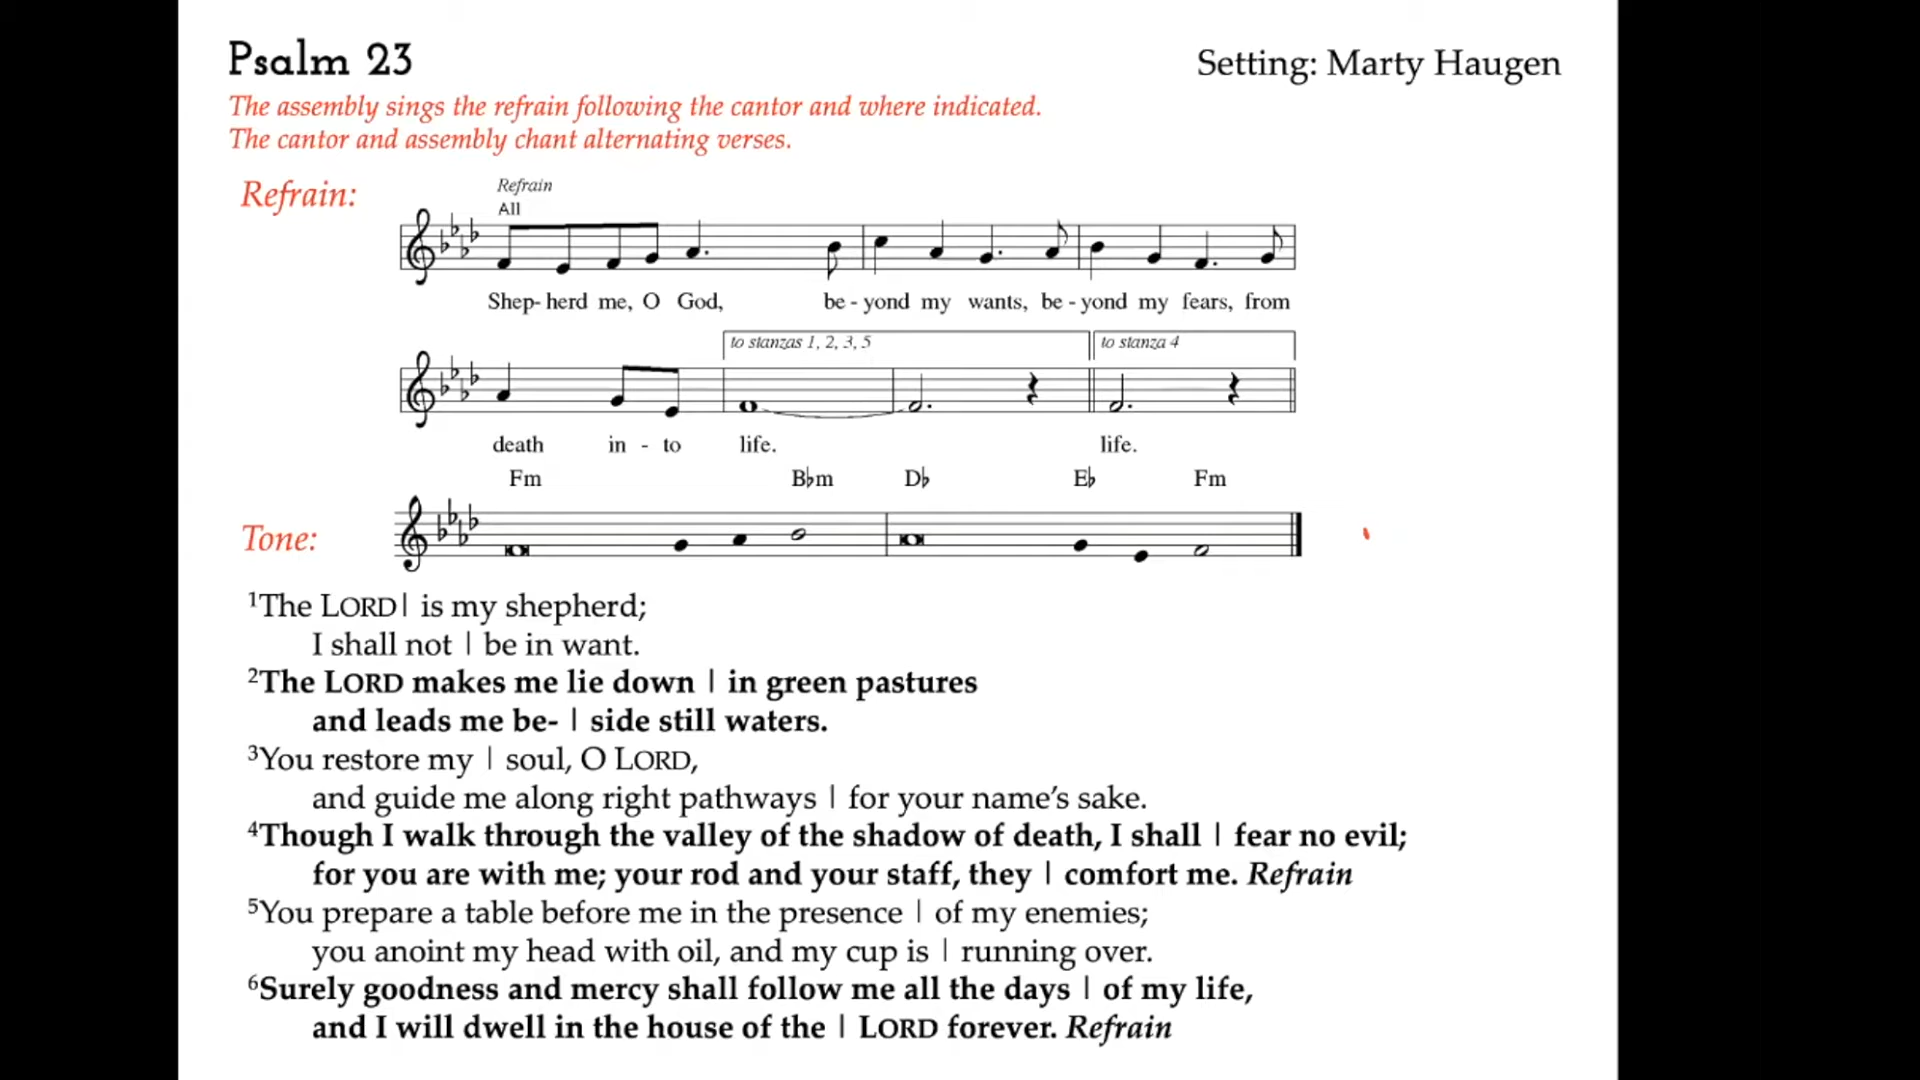 Psalm 23
Setting: Marty Haugen
The assembly sings the refrain following the cantor and where indicated.
The cantor and assembly chant alternating verses.
Refrain:
Refrain
All
Shep- herd me, O God, be - yond my wants, be - yond my fears, from
to stanzas 1, 2, 3, 5 to stanza 4
death in - to life. life.
Fm B♭m D♭ E♭ Fm
Tone:
¹The LORD| is my shepherd;
I shall not | be in want.
²The LORD makes me lie down | in green pastures
and leads me be- | side still waters.
³You restore my | soul, O LORD,
and guide me along right pathways | for your name’s sake.
⁴Though I walk through the valley of the shadow of death, I shall | fear no evil;
for you are with me; your rod and your staff, they | comfort me. Refrain
⁵You prepare a table before me in the presence | of my enemies;
you anoint my head with oil, and my cup is | running over.
⁶Surely goodness and mercy shall follow me all the days | of my life,
and I will dwell in the house of the | LORD forever. Refrain